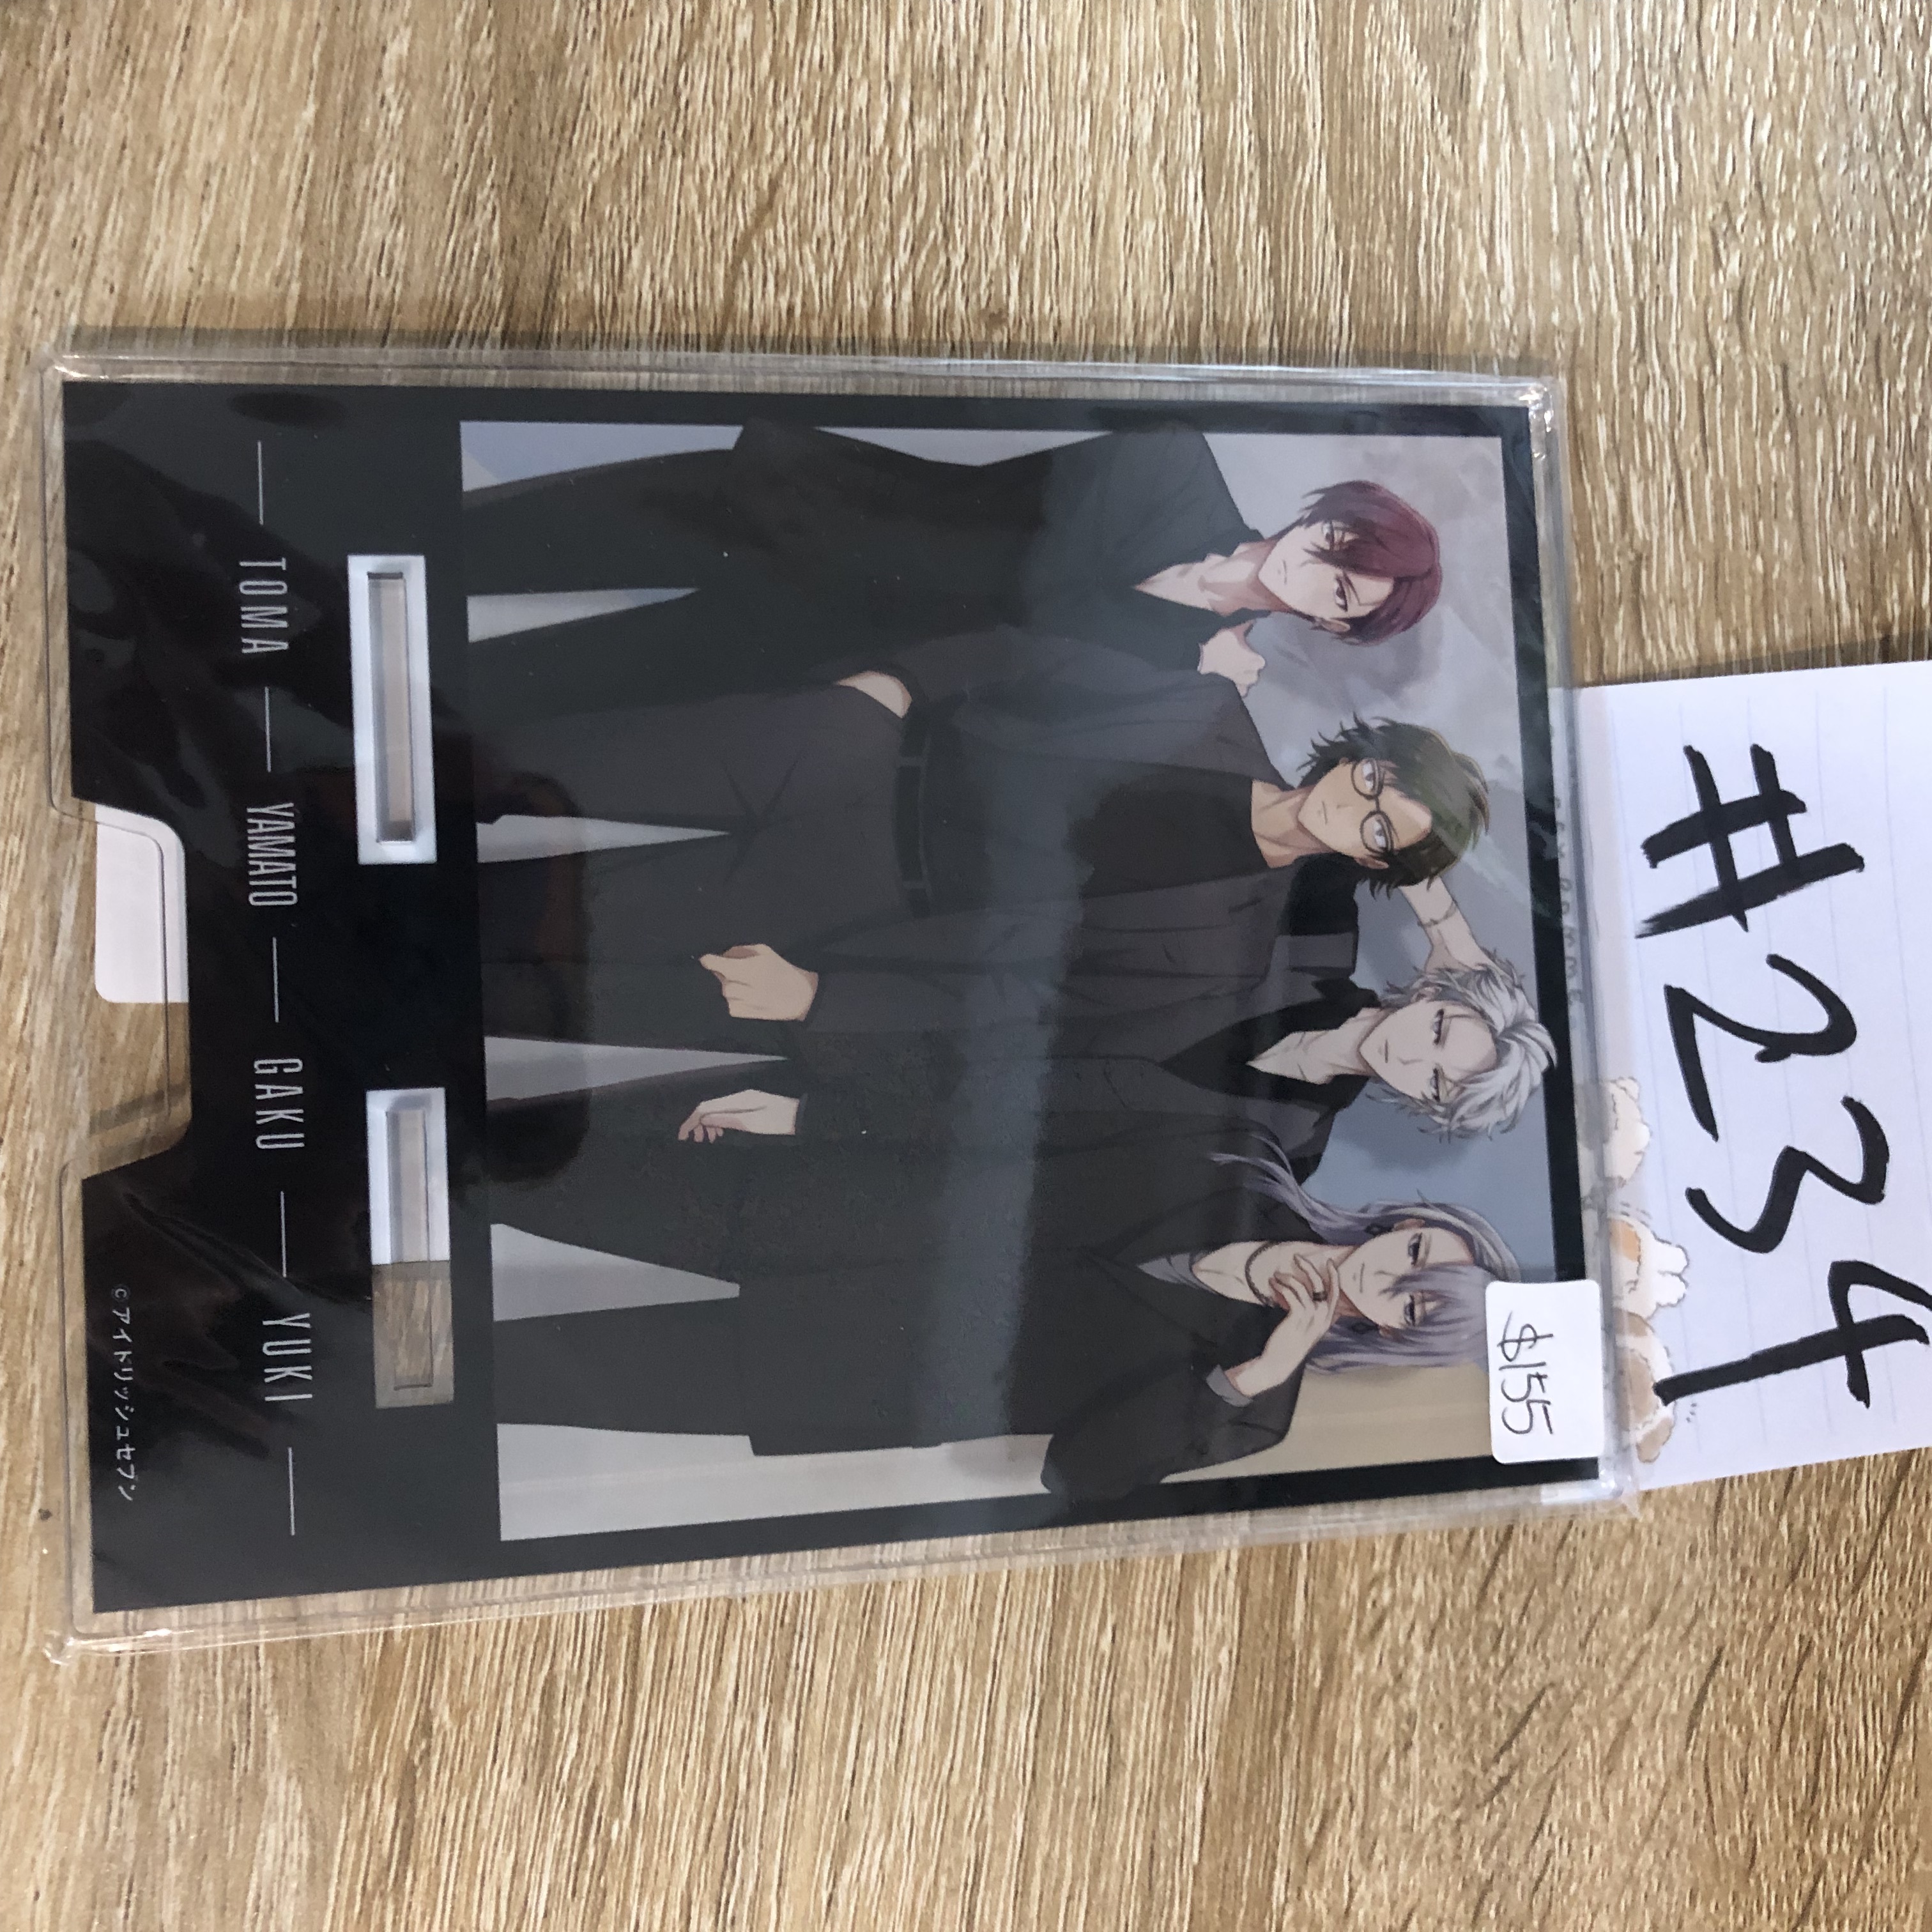 #234
$155
TOMA — YAMATO — GAKU — YUKI
©アイドリッシュセブン